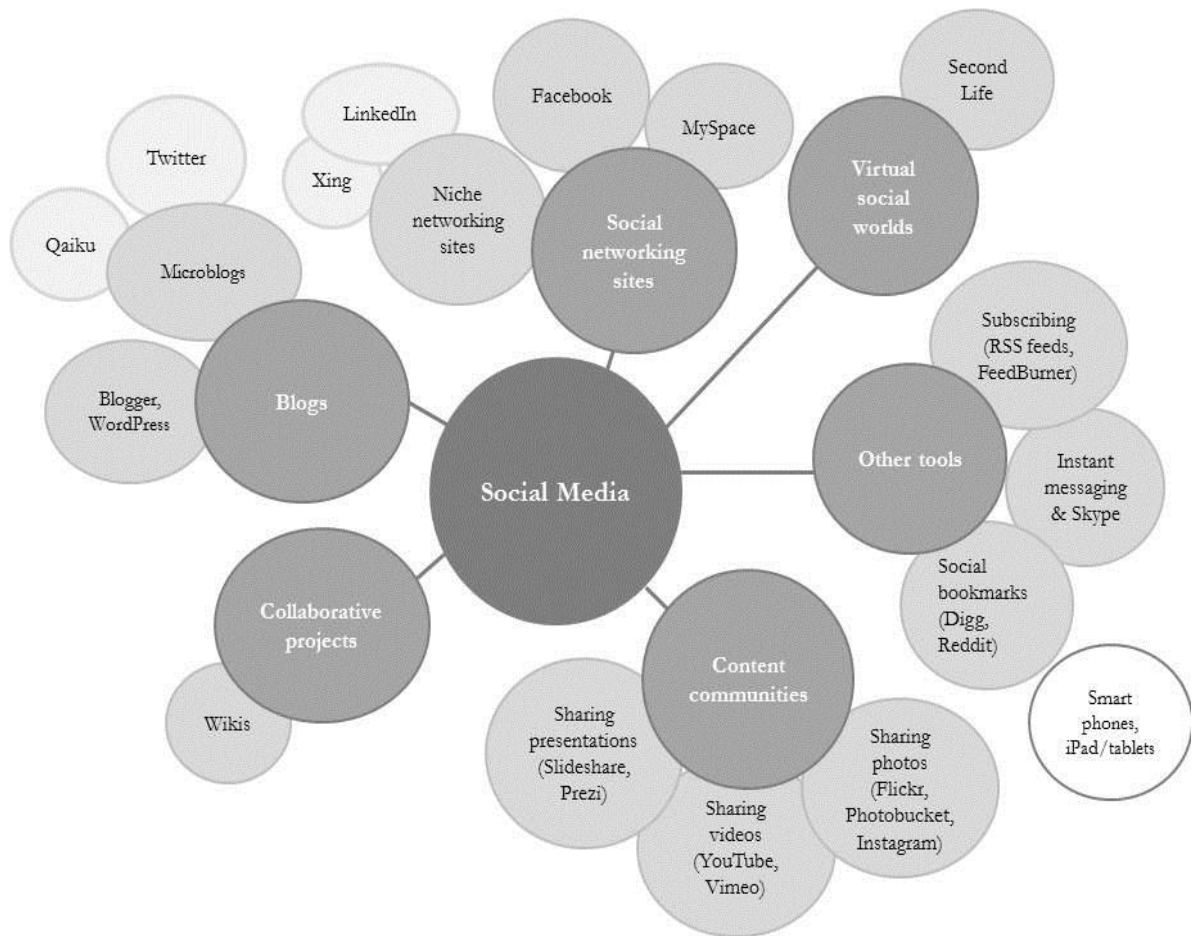 Second
Life
Facebook
LinkedIn
MySpace
Twitter
Xing
Virtual
social
worlds
Niche
networking
sites
Social
networking
sites
Qaiku
Microblogs
Subscribing
(RSS feeds,
FeedBurner)
Blogger,
WordPress
Blogs
Other tools
Instant
messaging
& Skype
Social Media
Social
bookmarks
(Digg,
Reddit)
Collaborative
projects
Content
communities
Wikis
Sharing
presentations
(Slideshare,
Prezi)
Sharing
videos
(YouTube,
Vimeo)
Sharing
photos
(Flickr,
Photobucket,
Instagram)
Smart
phones,
iPad/tablets